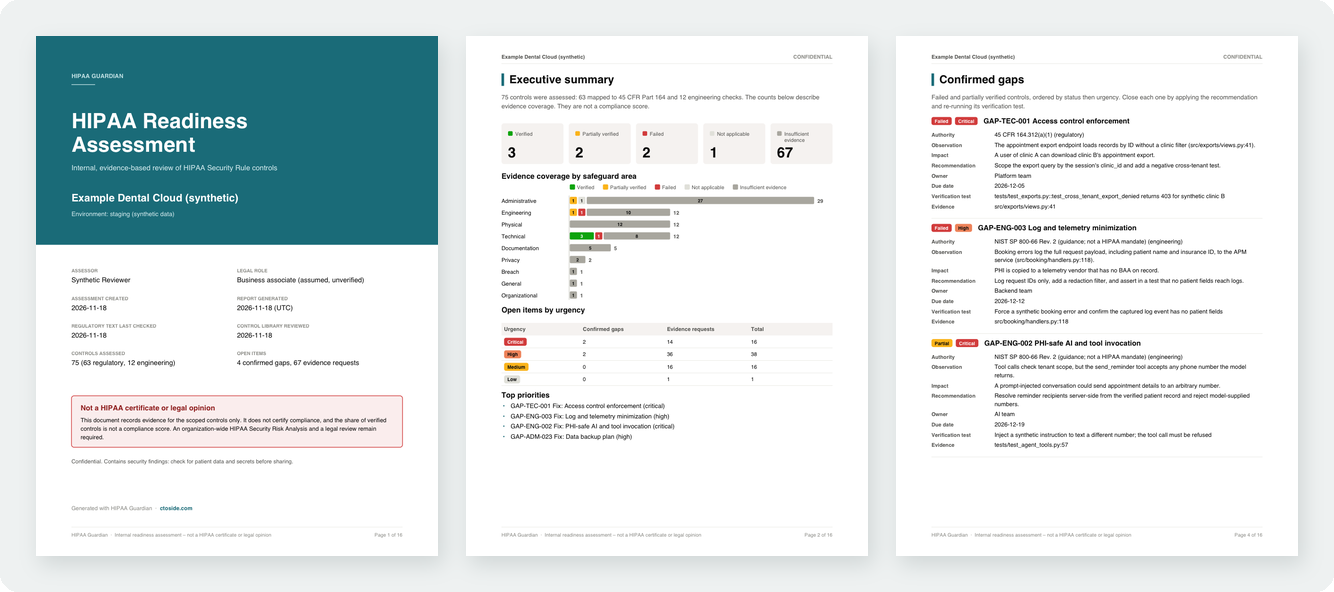 HIPAA GUARDIAN
HIPAA Readiness
Assessment
Internal, evidence-based review of HIPAA Security Rule controls
Example Dental Cloud (synthetic)
Environment: staging (synthetic data)
ASSESSOR
Synthetic Reviewer
LEGAL ROLE
Business associate (assumed, unverified)
ASSESSMENT CREATED
2026-11-18
REPORT GENERATED
2026-11-18 (UTC)
REGULATORY TEXT LAST CHECKED
2026-11-18
CONTROL LIBRARY REVIEWED
2026-11-18
CONTROLS ASSESSED
75 (63 regulatory, 12 engineering)
OPEN ITEMS
4 confirmed gaps, 67 evidence requests
Not a HIPAA certificate or legal opinion
This document records evidence for the scoped controls only. It does not certify compliance, and the share of verified
controls is not a compliance score. An organization-wide HIPAA Security Risk Analysis and a legal review remain
required.
Confidential. Contains security findings: check for patient data and secrets before sharing.
Generated with HIPAA Guardian · ctoside.com
HIPAA Guardian · Internal readiness assessment – not a HIPAA certificate or legal opinion
Page 1 of 16
Example Dental Cloud (synthetic)
CONFIDENTIAL
Executive summary
75 controls were assessed: 63 mapped to 45 CFR Part 164 and 12 engineering checks. The counts below describe
evidence coverage. They are not a compliance score.
Verified
3
Partially verified
2
Failed
2
Not applicable
1
Insufficient
evidence
67
Evidence coverage by safeguard area
Verified Partially verified Failed Not applicable Insufficient evidence
Administrative 1 1 27 29
Engineering 1 1 10 12
Physical 12 12
Technical 3 1 8 12
Documentation 5 5
Privacy 2 2
Breach 1 1
General 1 1
Organizational 1 1
Open items by urgency
Urgency Confirmed gaps Evidence requests Total
Critical 2 14 16
High 2 36 38
Medium 0 16 16
Low 0 1 1
Top priorities
• GAP-TEC-001 Fix: Access control enforcement (critical)
• GAP-ENG-003 Fix: Log and telemetry minimization (high)
• GAP-ENG-002 Fix: PHI-safe AI and tool invocation (critical)
• GAP-ADM-023 Fix: Data backup plan (high)
HIPAA Guardian · Internal readiness assessment – not a HIPAA certificate or legal opinion
Page 2 of 16
Example Dental Cloud (synthetic)
CONFIDENTIAL
Confirmed gaps
Failed and partially verified controls, ordered by status then urgency. Close each one by applying the recommendation
and re-running its verification test.
Failed Critical GAP-TEC-001 Access control enforcement
Authority 45 CFR 164.312(a)(1) (regulatory)
Observation The appointment export endpoint loads records by ID without a clinic filter (src/exports/views.py:41).
Impact A user of clinic A can download clinic B's appointment export.
Recommendation Scope the export query by the session's clinic_id and add a negative cross-tenant test.
Owner Platform team
Due date 2026-12-05
Verification test tests/test_exports.py::test_cross_tenant_export_denied returns 403 for synthetic clinic B
Evidence src/exports/views.py:41
Failed High GAP-ENG-003 Log and telemetry minimization
Authority NIST SP 800-66 Rev. 2 (guidance; not a HIPAA mandate) (engineering)
Observation Booking errors log the full request payload, including patient name and insurance ID, to the APM
service (src/booking/handlers.py:118).
Impact PHI is copied to a telemetry vendor that has no BAA on record.
Recommendation Log request IDs only, add a redaction filter, and assert in a test that no patient fields reach logs.
Owner Backend team
Due date 2026-12-12
Verification test Force a synthetic booking error and confirm the captured log event has no patient fields
Evidence src/booking/handlers.py:118
Partial Critical GAP-ENG-002 PHI-safe AI and tool invocation
Authority NIST SP 800-66 Rev. 2 (guidance; not a HIPAA mandate) (engineering)
Observation Tool calls check tenant scope, but the send_reminder tool accepts any phone number the model
returns.
Impact A prompt-injected conversation could send appointment details to an arbitrary number.
Recommendation Resolve reminder recipients server-side from the verified patient record and reject model-supplied
numbers.
Owner AI team
Due date 2026-12-19
Verification test Inject a synthetic instruction to text a different number; the tool call must be refused
Evidence tests/test_agent_tools.py:57
HIPAA Guardian · Internal readiness assessment – not a HIPAA certificate or legal opinion
Page 4 of 16